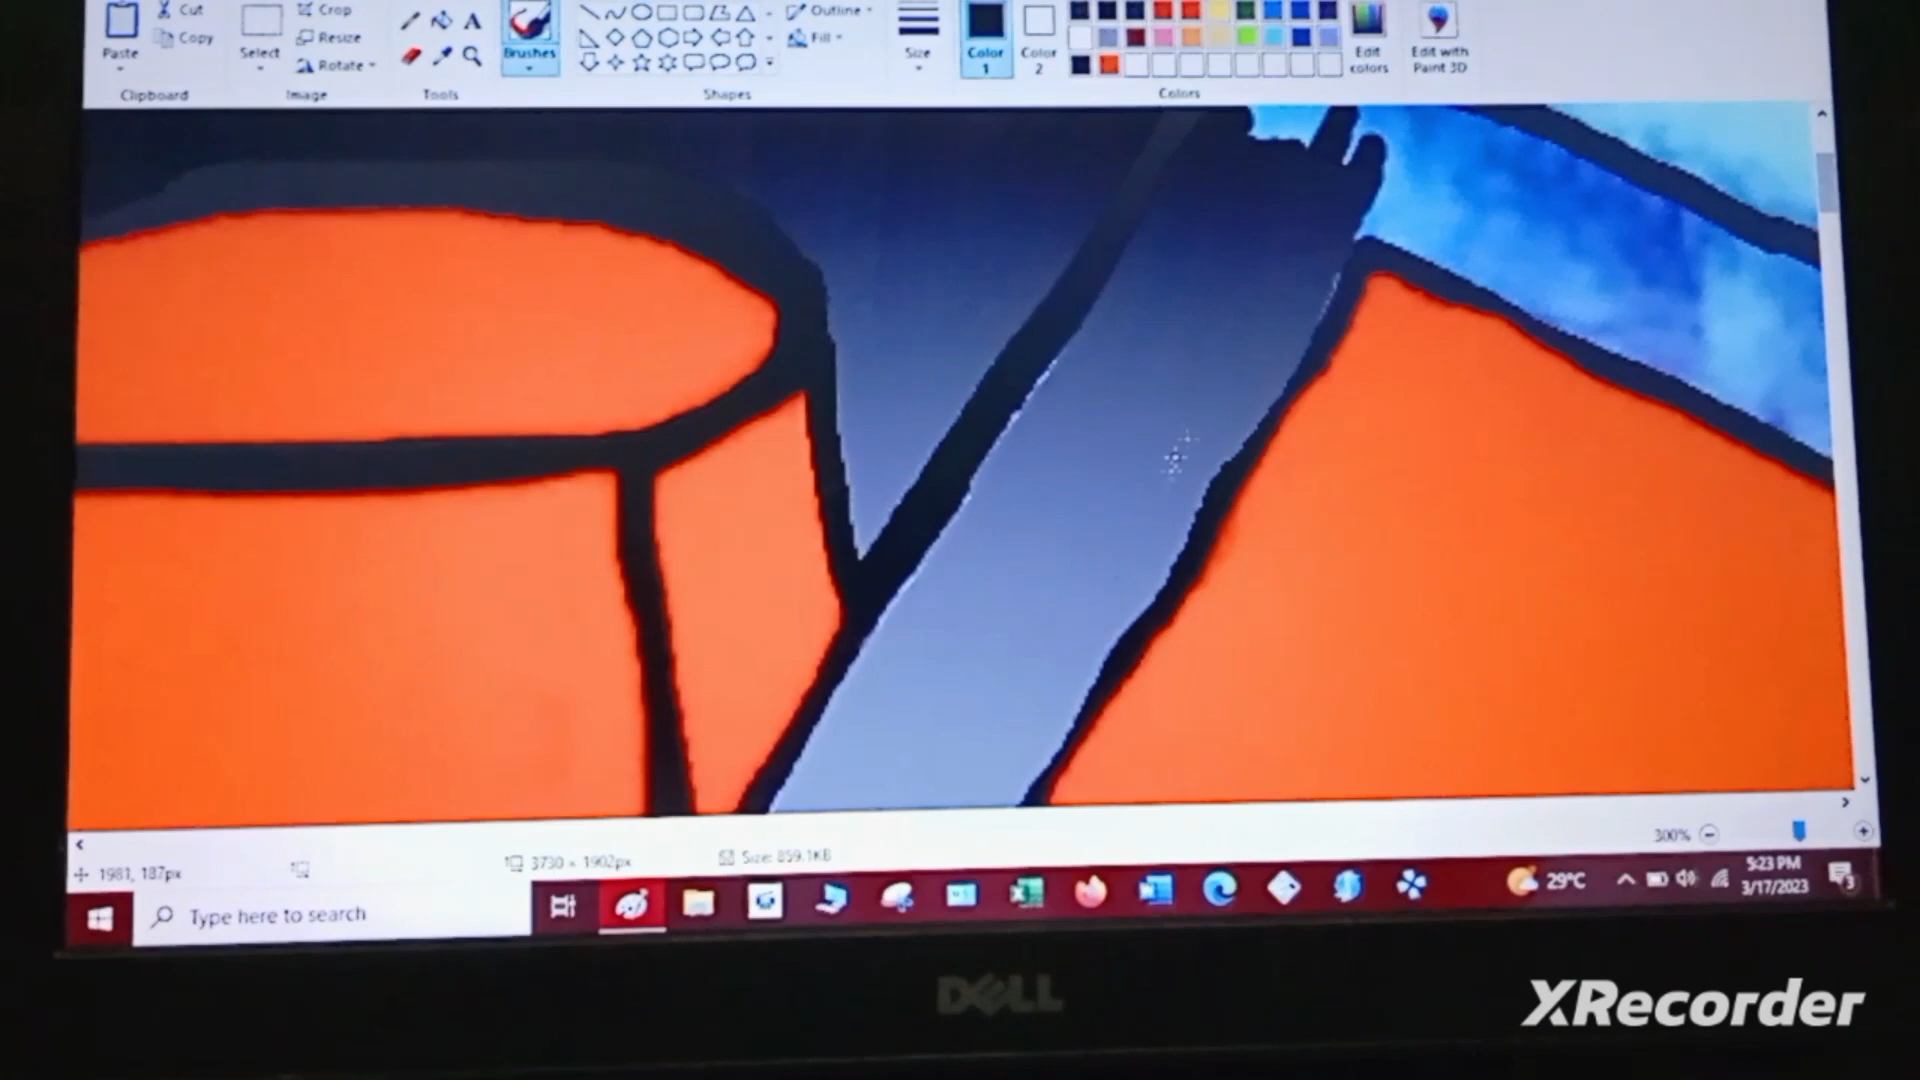 Cut
Crop
Outline
Paste
Copy
Select
Resize
Rotate
Brushes
Fill
Size
Color
1
Color
2
Edit
colors
Edit with
Paint 3D
Clipboard
Image
Tools
A
Shapes
Colors
300%
1981, 187px
3730 × 1902px
Size: 859.1KB
Type here to search
29°C
5:23 PM
3/17/2023
3
DELL
XRecorder